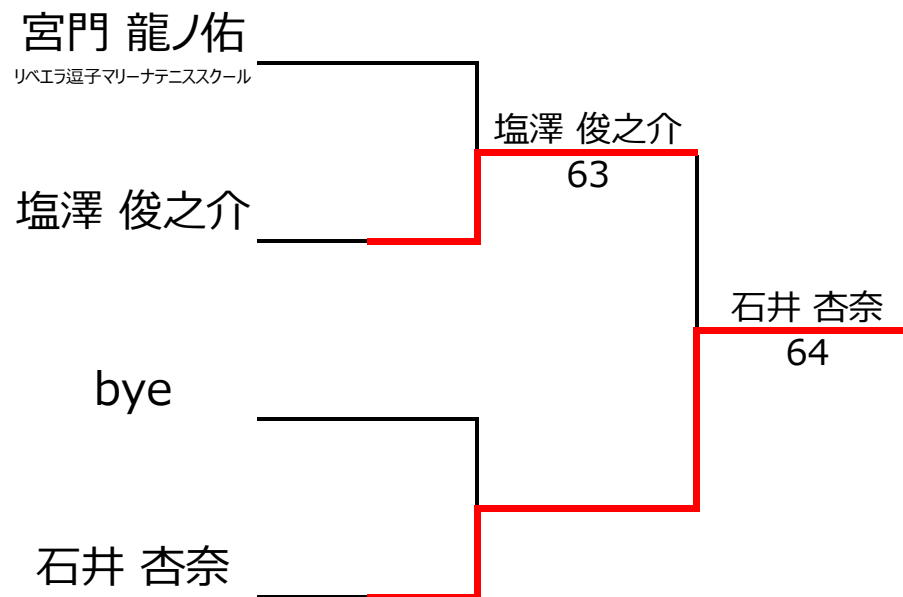 宮門 龍ノ佑
リベエラ逗子マリーナテニススクール
塩澤 俊之介
63
塩澤 俊之介
石井 杏奈
64
bye
石井 杏奈